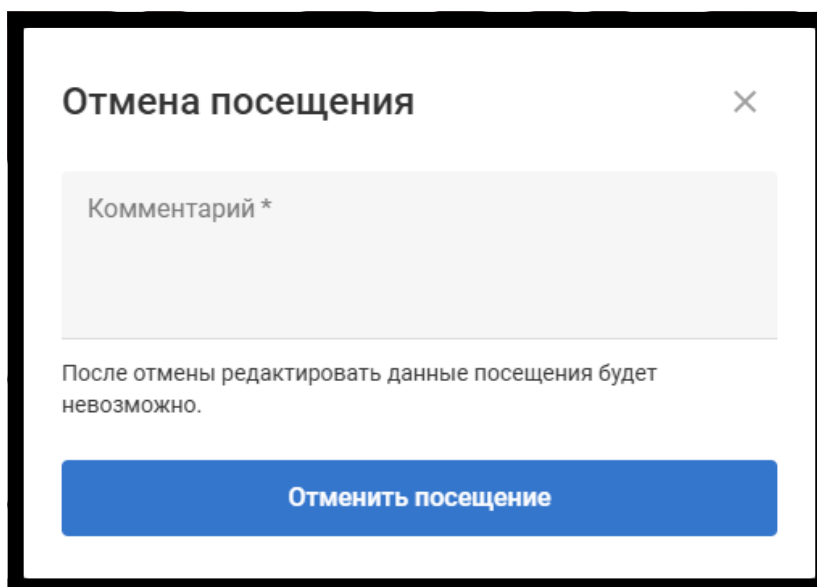 Отмена посещения
Комментарий *
После отмены редактировать данные посещения будет
невозможно.
Отменить посещение